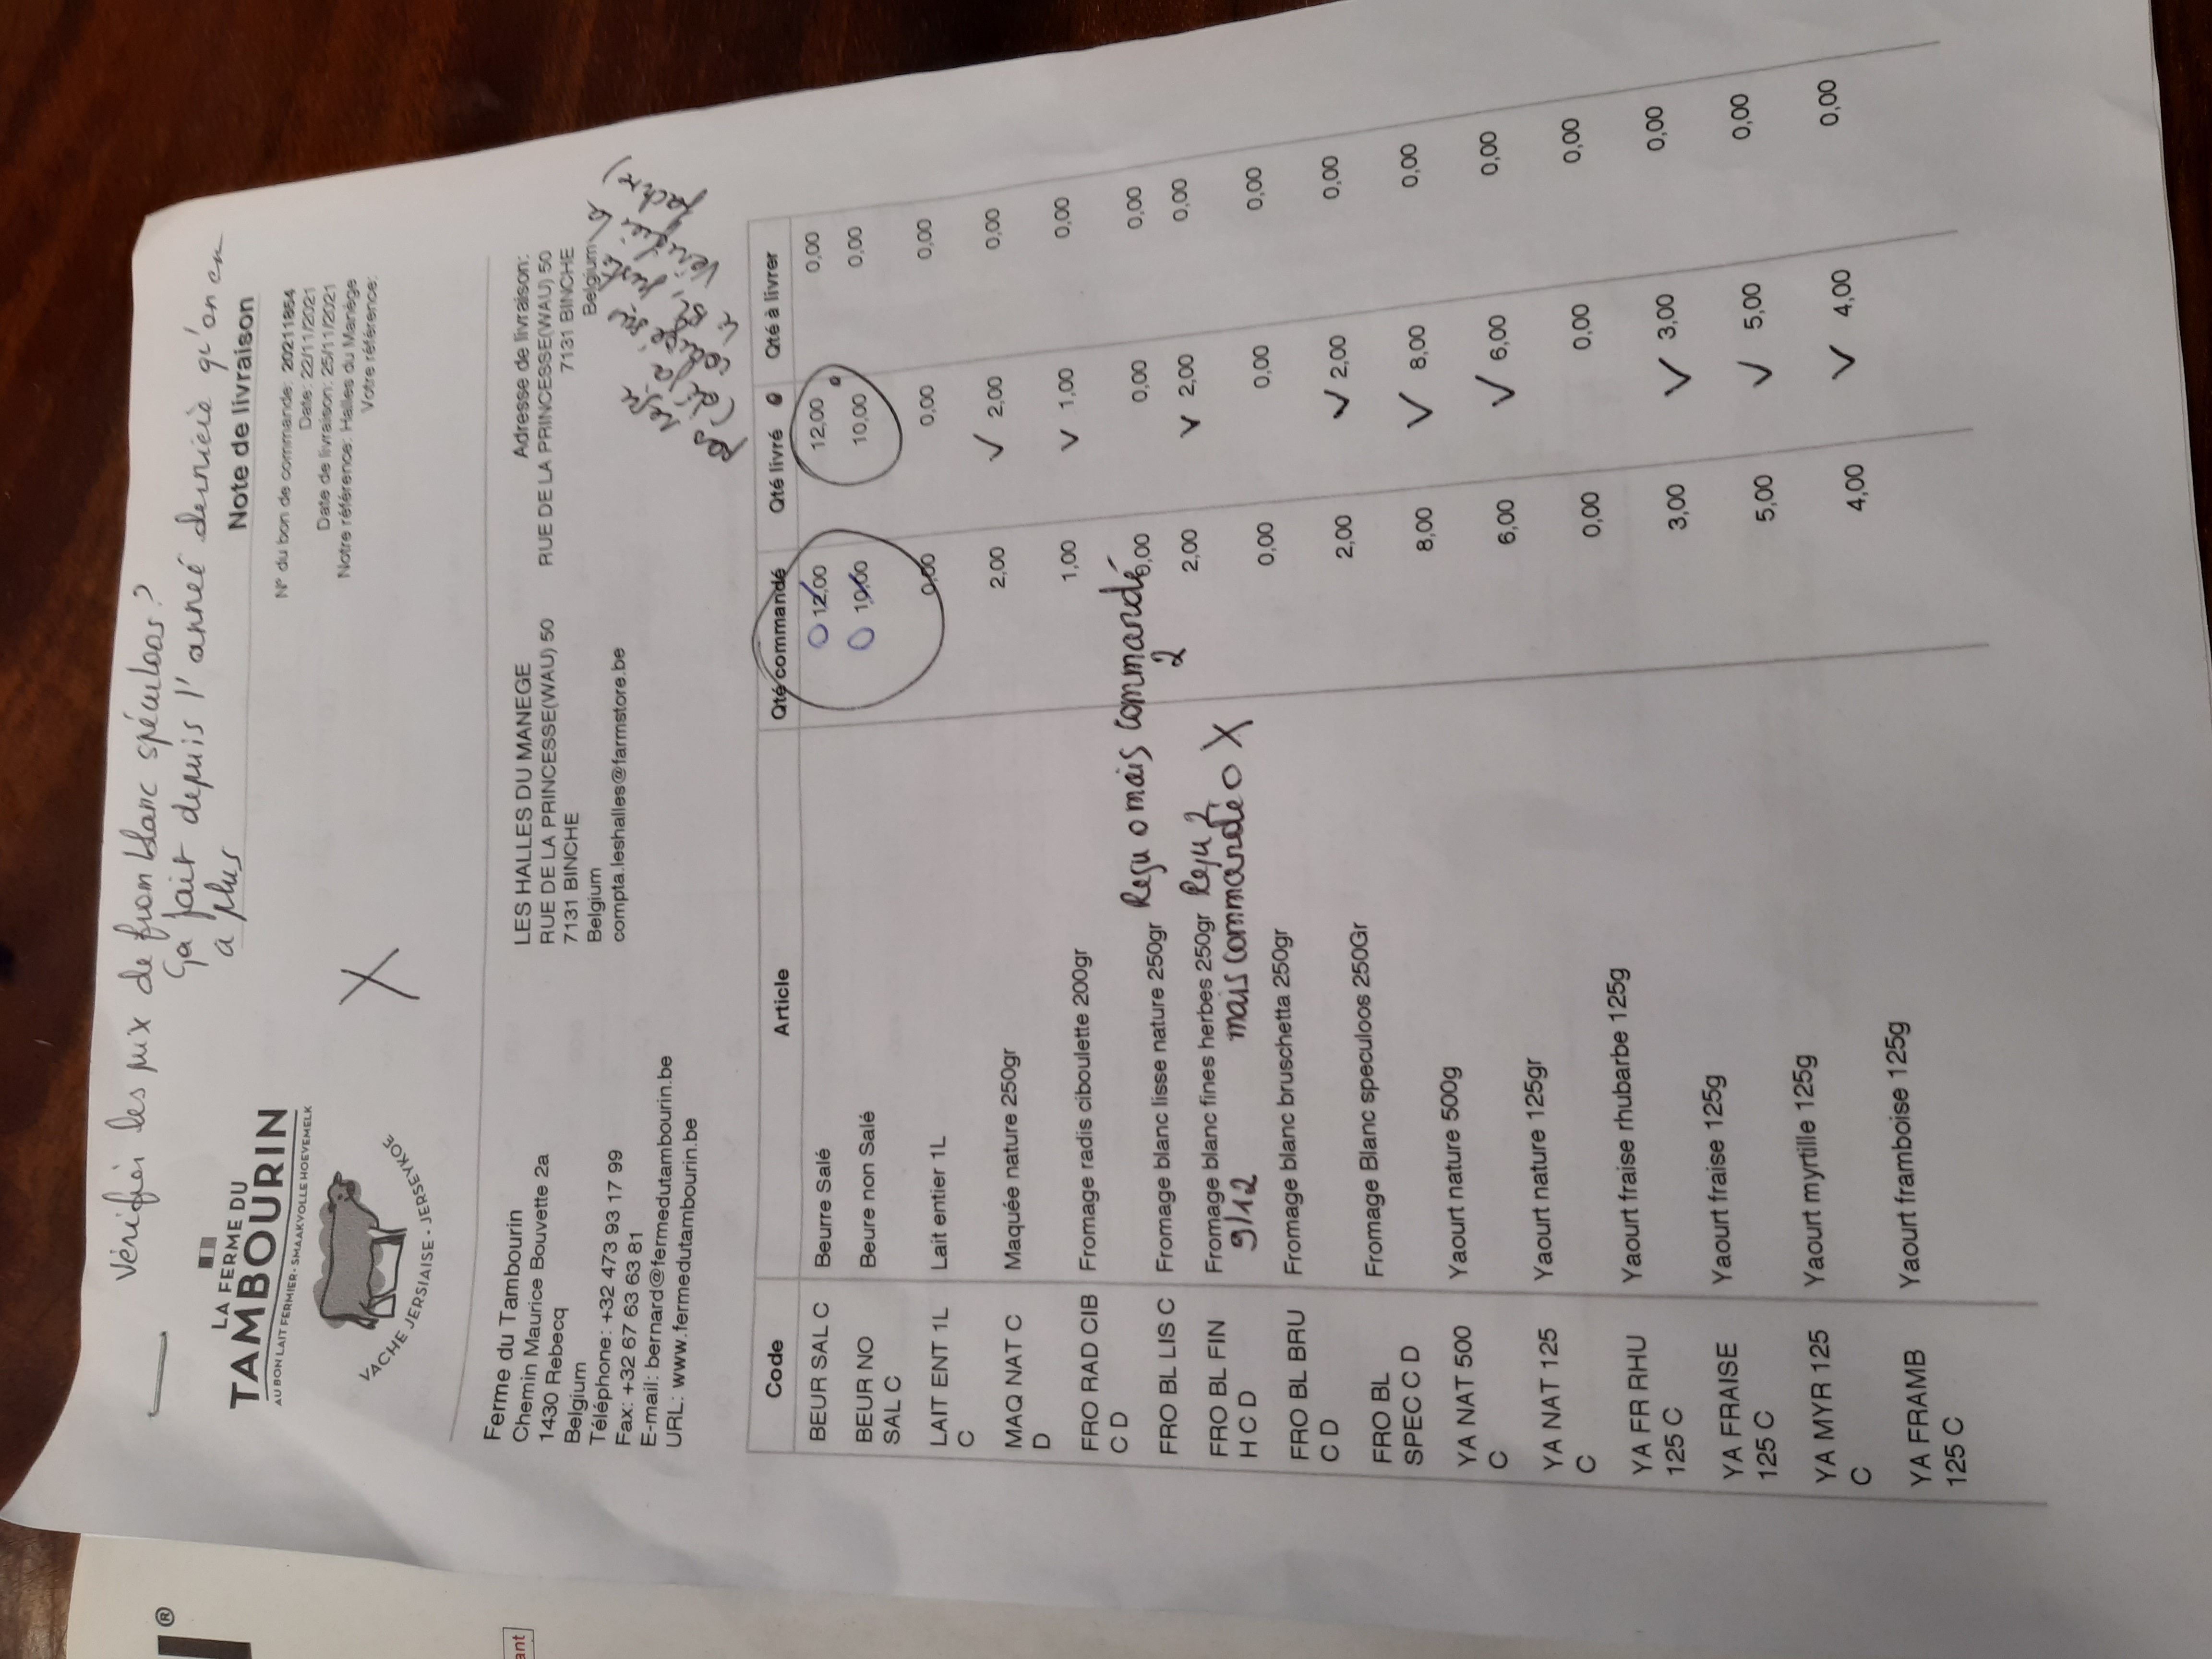 Vérifier les prix de from blanc spéculoos?
Ça fait depuis l'année dernière qu'on en
a plus
®
LA FERME DU
TAMBOURIN
AU BON LAIT FERMIER - SMAAKVOLLE HOEVEMELK
VACHE JERSIAISE - JERSEYKOE
X
Note de livraison
N° du bon de commande: 20211854
Date: 22/11/2021
Date de livraison: 25/11/2021
Notre référence: Halles du Manège
Votre référence:
ant
Ferme du Tambourin
Chemin Maurice Bouvette 2a
1430 Rebecq
Belgium
Téléphone: +32 473 93 17 99
Fax: +32 67 63 63 81
E-mail: bernard@fermedutambourin.be
URL: www.fermedutambourin.be
LES HALLES DU MANEGE
RUE DE LA PRINCESSE(WAU) 50
7131 BINCHE
Belgium
compta.leshalles@farmstore.be
Adresse de livraison:
RUE DE LA PRINCESSE(WAU) 50
7131 BINCHE
Belgium
pas reçu
(déjà
corrigé sur
le BL, juste
vérifier la
facture)
Code Article Qté commandé Qté livré Qté à livrer
BEUR SAL C Beurre Salé 0 12,00 12,00 0,00
BEUR NO Beure non Salé 0 10,00 10,00 0,00
SAL C
LAIT ENT 1L Lait entier 1L 0,00 0,00 0,00
C
MAQ NAT C Maquée nature 250gr 2,00 ✓ 2,00 0,00
D
FRO RAD CIB Fromage radis ciboulette 200gr 1,00 ✓ 1,00 0,00
C D
FRO BL LIS C Fromage blanc lisse nature 250gr Reçu 0 mais commandé 0,00 0,00 0,00
2
FRO BL FIN Fromage blanc fines herbes 250gr Reçu 2 2,00 ✓ 2,00 0,00
H C D 9/12 mais commandé 0 X
FRO BL BRU Fromage blanc bruschetta 250gr 0,00 0,00 0,00
C D
FRO BL Fromage Blanc speculoos 250Gr 2,00 ✓ 2,00 0,00
SPEC C D
YA NAT 500 Yaourt nature 500g 8,00 ✓ 8,00 0,00
C
YA NAT 125 Yaourt nature 125gr 6,00 ✓ 6,00 0,00
C
YA FR RHU Yaourt fraise rhubarbe 125g 0,00 0,00 0,00
125 C
YA FRAISE Yaourt fraise 125g 3,00 ✓ 3,00 0,00
125 C
YA MYR 125 Yaourt myrtille 125g 5,00 ✓ 5,00 0,00
C
YA FRAMB Yaourt framboise 125g 4,00 ✓ 4,00 0,00
125 C